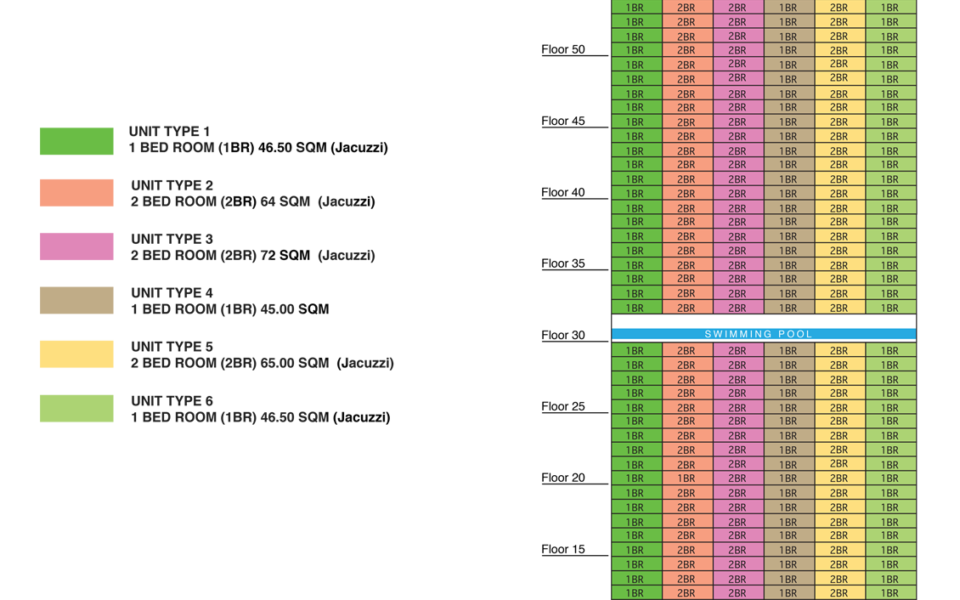 UNIT TYPE 1
1 BED ROOM (1BR) 46.50 SQM (Jacuzzi)
UNIT TYPE 2
2 BED ROOM (2BR) 64 SQM (Jacuzzi)
UNIT TYPE 3
2 BED ROOM (2BR) 72 SQM (Jacuzzi)
UNIT TYPE 4
1 BED ROOM (1BR) 45.00 SQM
UNIT TYPE 5
2 BED ROOM (2BR) 65.00 SQM (Jacuzzi)
UNIT TYPE 6
1 BED ROOM (1BR) 46.50 SQM (Jacuzzi)
1BR 2BR 2BR 1BR 2BR 1BR
1BR 2BR 2BR 1BR 2BR 1BR
1BR 2BR 2BR 1BR 2BR 1BR
Floor 50 1BR 2BR 2BR 1BR 2BR 1BR
1BR 2BR 2BR 1BR 2BR 1BR
1BR 2BR 2BR 1BR 2BR 1BR
1BR 2BR 2BR 1BR 2BR 1BR
1BR 2BR 2BR 1BR 2BR 1BR
Floor 45 1BR 2BR 2BR 1BR 2BR 1BR
1BR 2BR 2BR 1BR 2BR 1BR
1BR 2BR 2BR 1BR 2BR 1BR
1BR 2BR 2BR 1BR 2BR 1BR
1BR 2BR 2BR 1BR 2BR 1BR
Floor 40 1BR 2BR 2BR 1BR 2BR 1BR
1BR 2BR 2BR 1BR 2BR 1BR
1BR 2BR 2BR 1BR 2BR 1BR
1BR 2BR 2BR 1BR 2BR 1BR
1BR 2BR 2BR 1BR 2BR 1BR
Floor 35 1BR 2BR 2BR 1BR 2BR 1BR
1BR 2BR 2BR 1BR 2BR 1BR
1BR 2BR 2BR 1BR 2BR 1BR
1BR 2BR 2BR 1BR 2BR 1BR
Floor 30 SWIMMING POOL
1BR 2BR 2BR 1BR 2BR 1BR
1BR 2BR 2BR 1BR 2BR 1BR
1BR 2BR 2BR 1BR 2BR 1BR
1BR 2BR 2BR 1BR 2BR 1BR
Floor 25 1BR 2BR 2BR 1BR 2BR 1BR
1BR 2BR 2BR 1BR 2BR 1BR
1BR 2BR 2BR 1BR 2BR 1BR
1BR 2BR 2BR 1BR 2BR 1BR
1BR 2BR 2BR 1BR 2BR 1BR
Floor 20 1BR 1BR 2BR 1BR 2BR 1BR
1BR 2BR 2BR 1BR 2BR 1BR
1BR 2BR 2BR 1BR 2BR 1BR
1BR 2BR 2BR 1BR 2BR 1BR
1BR 2BR 2BR 1BR 2BR 1BR
Floor 15 1BR 2BR 2BR 1BR 2BR 1BR
1BR 2BR 2BR 1BR 2BR 1BR
1BR 2BR 2BR 1BR 2BR 1BR
1BR 2BR 2BR 1BR 2BR 1BR